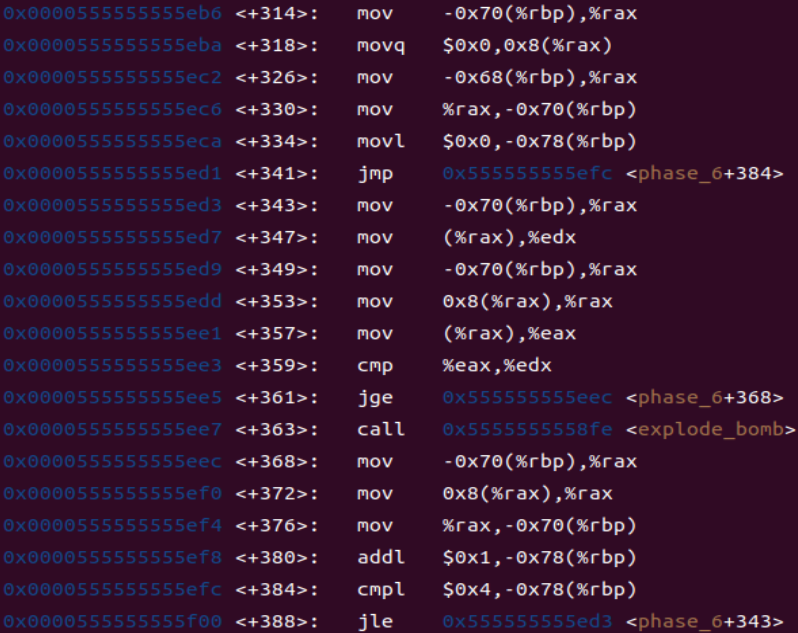 0x0000555555555eb6 <+314>: mov -0x70(%rbp),%rax
0x0000555555555eba <+318>: movq $0x0,0x8(%rax)
0x0000555555555ec2 <+326>: mov -0x68(%rbp),%rax
0x0000555555555ec6 <+330>: mov %rax,-0x70(%rbp)
0x0000555555555eca <+334>: movl $0x0,-0x78(%rbp)
0x0000555555555ed1 <+341>: jmp 0x555555555efc <phase_6+384>
0x0000555555555ed3 <+343>: mov -0x70(%rbp),%rax
0x0000555555555ed7 <+347>: mov (%rax),%edx
0x0000555555555ed9 <+349>: mov -0x70(%rbp),%rax
0x0000555555555edd <+353>: mov 0x8(%rax),%rax
0x0000555555555ee1 <+357>: mov (%rax),%eax
0x0000555555555ee3 <+359>: cmp %eax,%edx
0x0000555555555ee5 <+361>: jge 0x555555555eec <phase_6+368>
0x0000555555555ee7 <+363>: call 0x5555555558fe <explode_bomb>
0x0000555555555eec <+368>: mov -0x70(%rbp),%rax
0x0000555555555ef0 <+372>: mov 0x8(%rax),%rax
0x0000555555555ef4 <+376>: mov %rax,-0x70(%rbp)
0x0000555555555ef8 <+380>: addl $0x1,-0x78(%rbp)
0x0000555555555efc <+384>: cmpl $0x4,-0x78(%rbp)
0x0000555555555f00 <+388>: jle 0x555555555ed3 <phase_6+343>